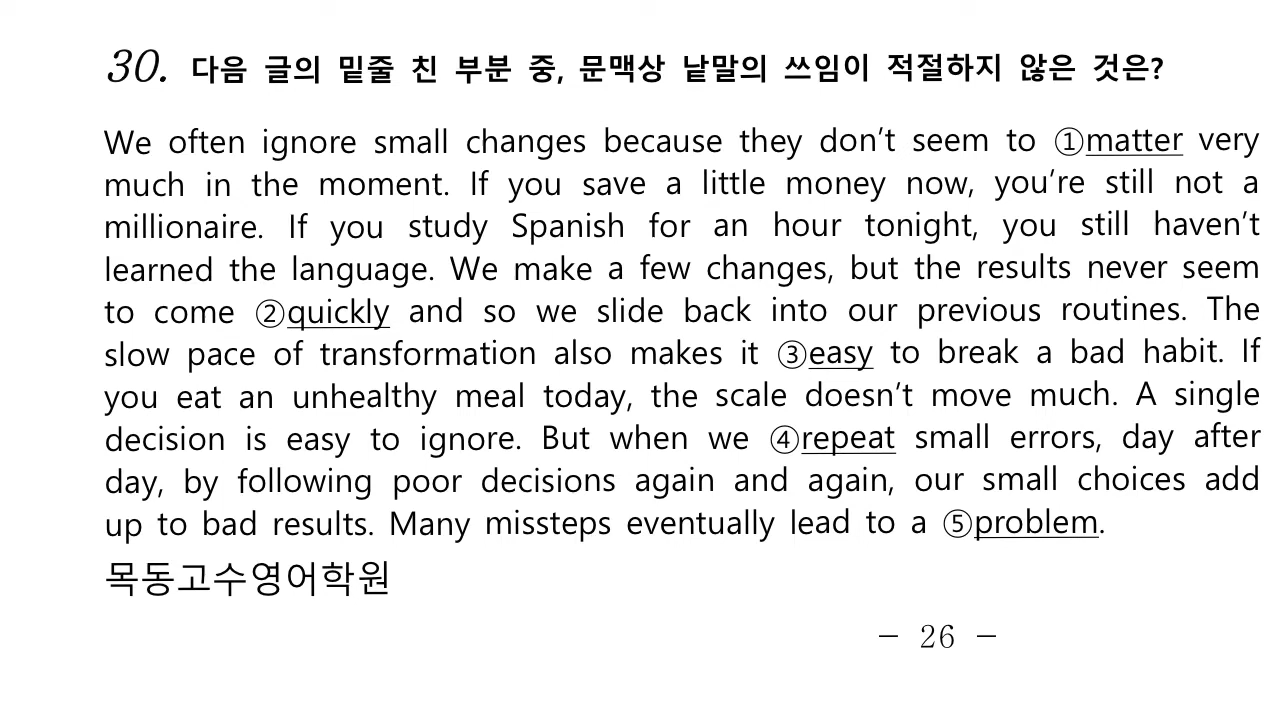 30. 다음 글의 밑줄 친 부분 중, 문맥상 낱말의 쓰임이 적절하지 않은 것은?
We often ignore small changes because they don't seem to ①matter very
much in the moment. If you save a little money now, you're still not a
millionaire. If you study Spanish for an hour tonight, you still haven't
learned the language. We make a few changes, but the results never seem
to come ②quickly and so we slide back into our previous routines. The
slow pace of transformation also makes it ③easy to break a bad habit. If
you eat an unhealthy meal today, the scale doesn't move much. A single
decision is easy to ignore. But when we ④repeat small errors, day after
day, by following poor decisions again and again, our small choices add
up to bad results. Many missteps eventually lead to a ⑤problem.
목동고수영어학원
- 26 -